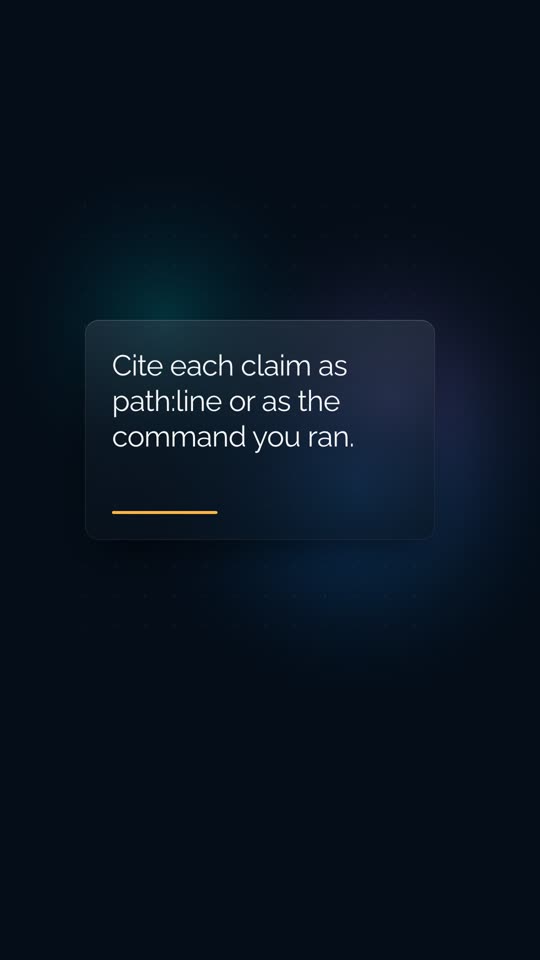 Cite each claim as
path:line or as the
command you ran.